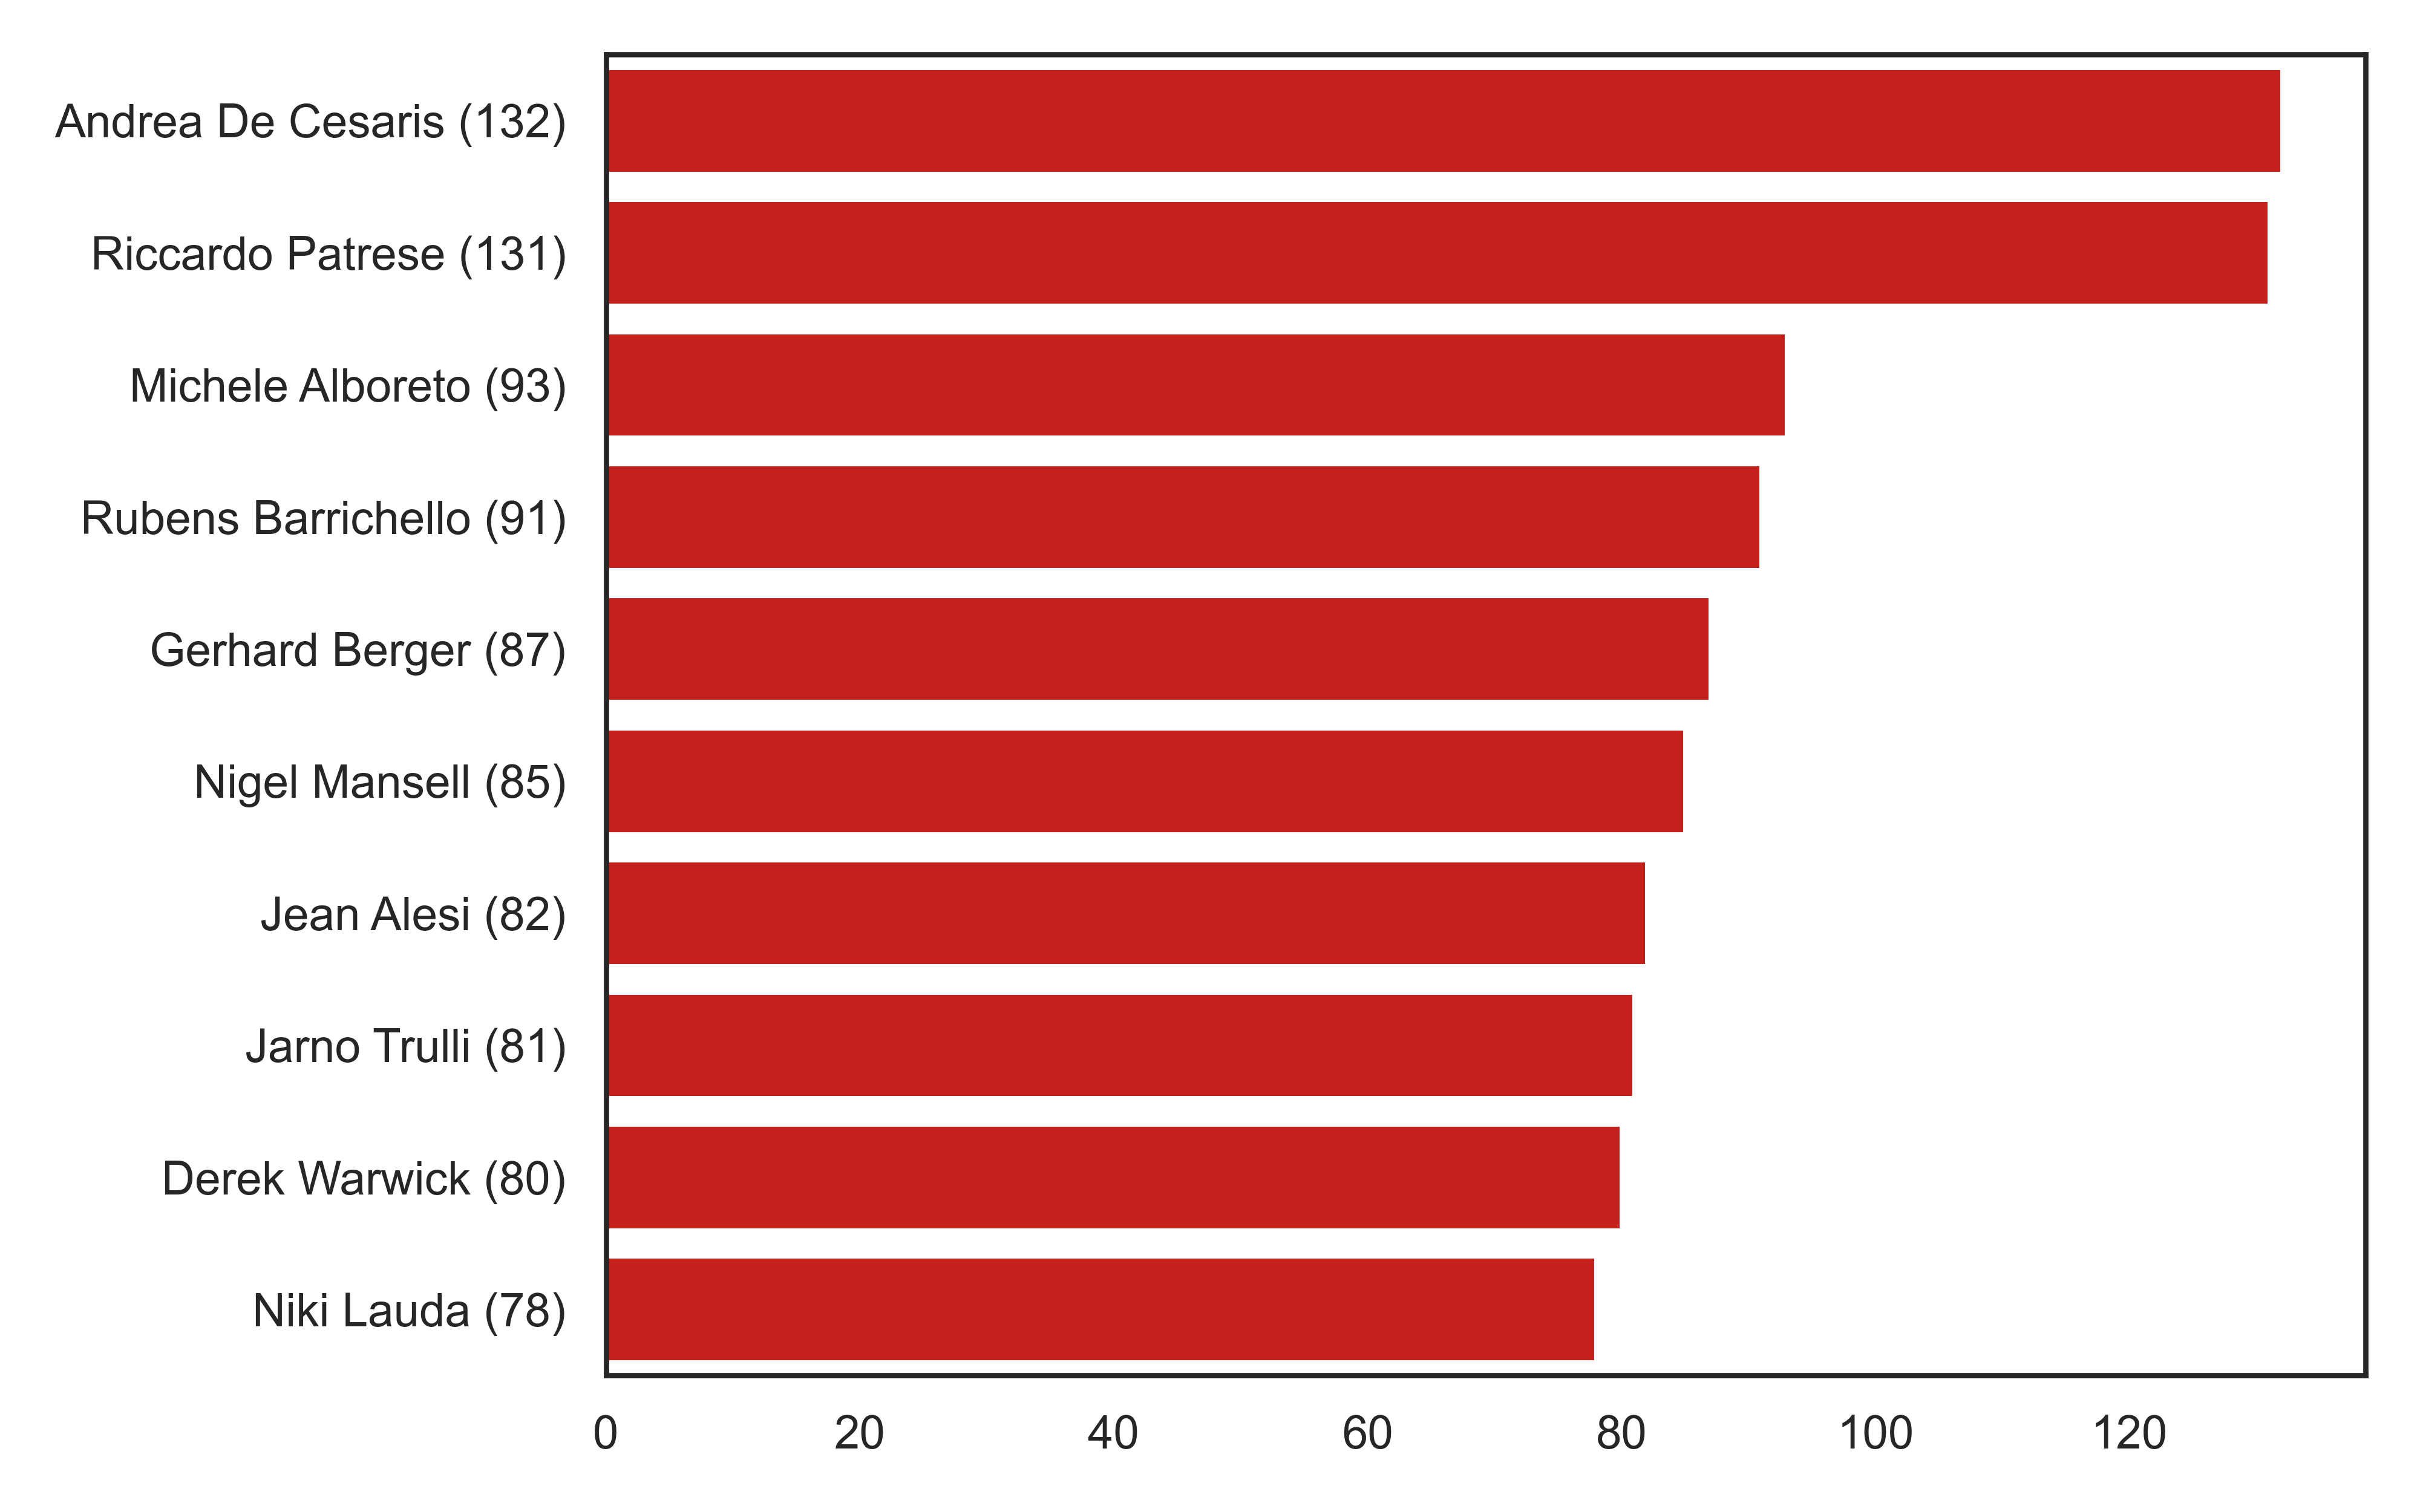 Andrea De Cesaris (132)
Riccardo Patrese (131)
Michele Alboreto (93)
Rubens Barrichello (91)
Gerhard Berger (87)
Nigel Mansell (85)
Jean Alesi (82)
Jarno Trulli (81)
Derek Warwick (80)
Niki Lauda (78)
0 20 40 60 80 100 120